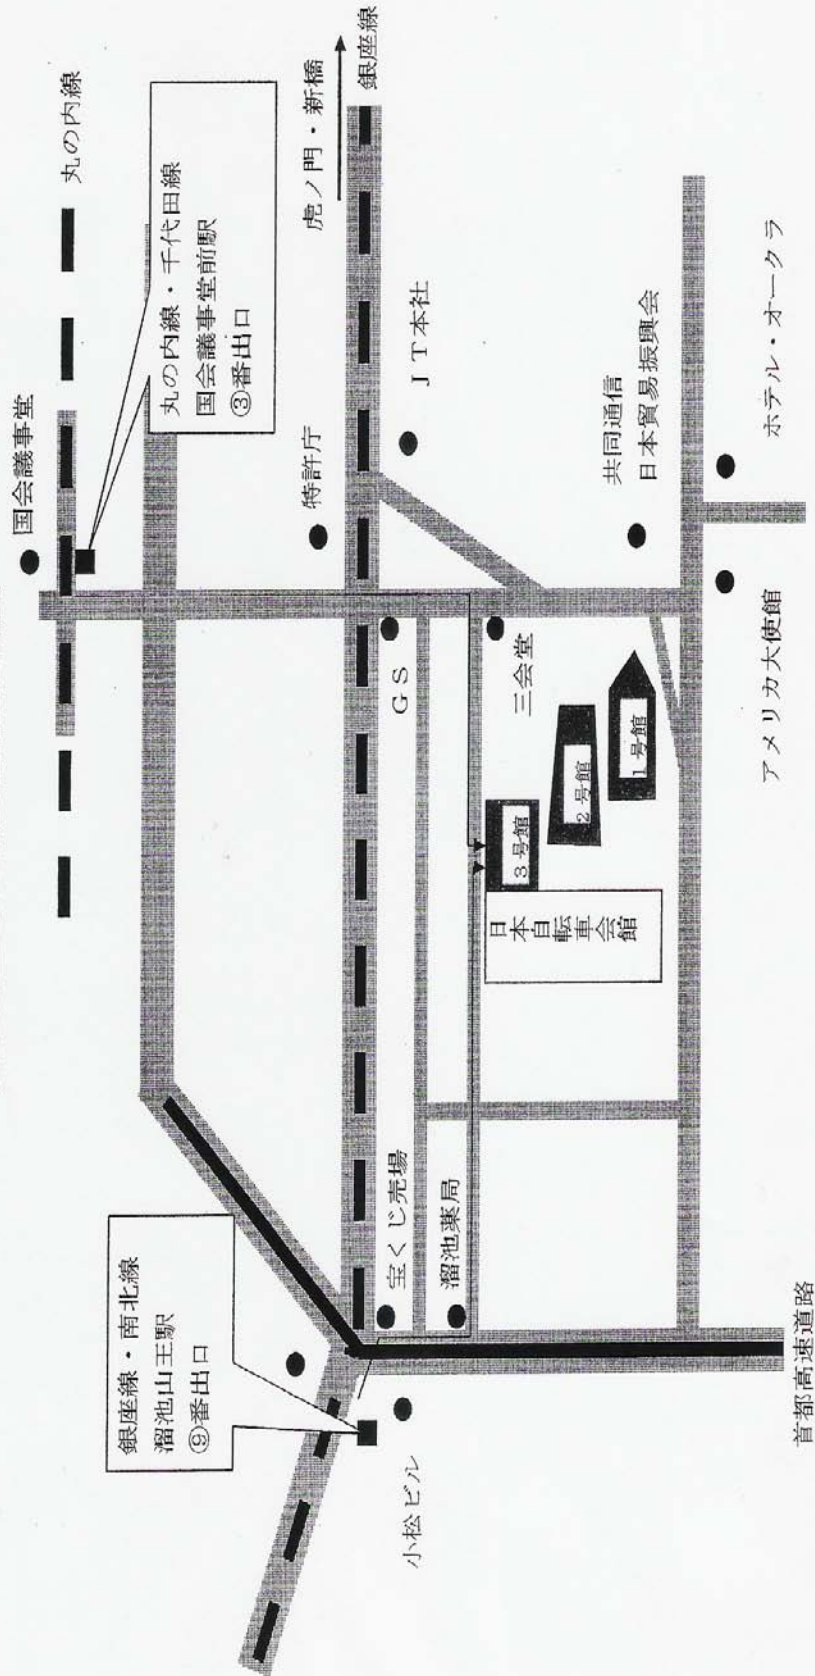 国会議事堂
丸の内線
銀座線・南北線
溜池山王駅
⑨番出口
丸の内線・千代田線
国会議事堂前駅
③番出口
特許庁
虎ノ門・新橋
銀座線
宝くじ売場
ＧＳ
ＪＴ本社
小松ビル
溜池薬局
三会堂
日本自転車会館
３号館
２号館
１号館
共同通信
日本貿易振興会
アメリカ大使館
ホテル・オークラ
首都高速道路